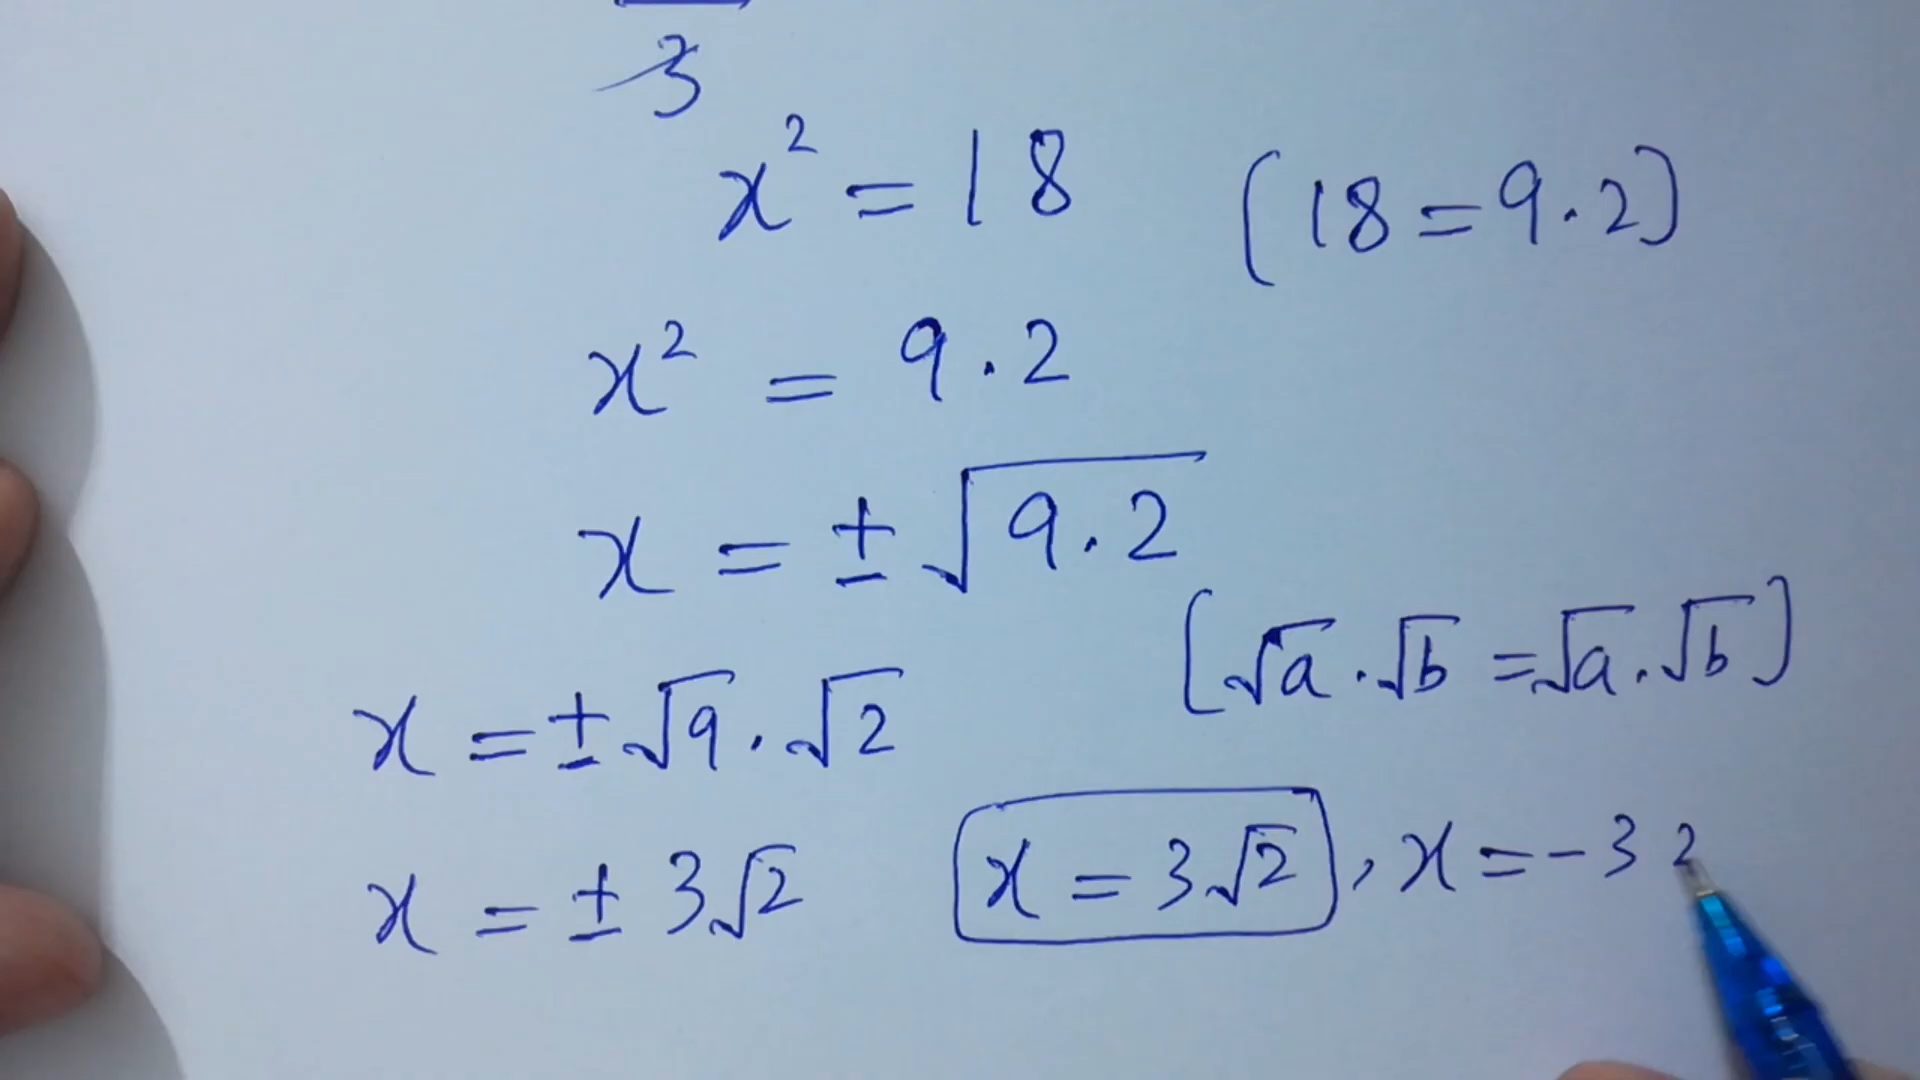 3
x² = 18 (18 = 9.2)
x² = 9.2
x = ± √9.2
[√a . √b = √a . √b]
x = ± √9 . √2
x = ± 3√2 x = 3√2 , x = -3 2